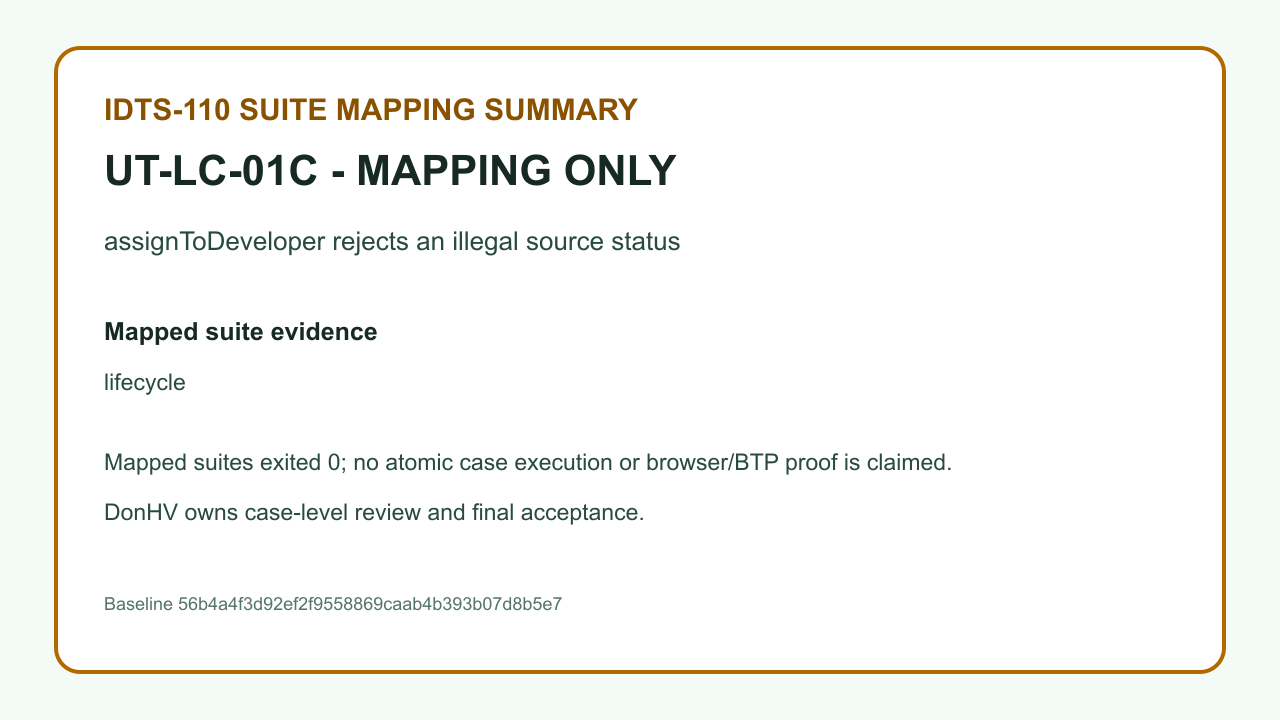 IDTS-110 SUITE MAPPING SUMMARY
UT-LC-01C - MAPPING ONLY
assignToDeveloper rejects an illegal source status
Mapped suite evidence
lifecycle
Mapped suites exited 0; no atomic case execution or browser/BTP proof is claimed.
DonHV owns case-level review and final acceptance.
Baseline 56b4a4f3d92ef2f9558869caab4b393b07d8b5e7